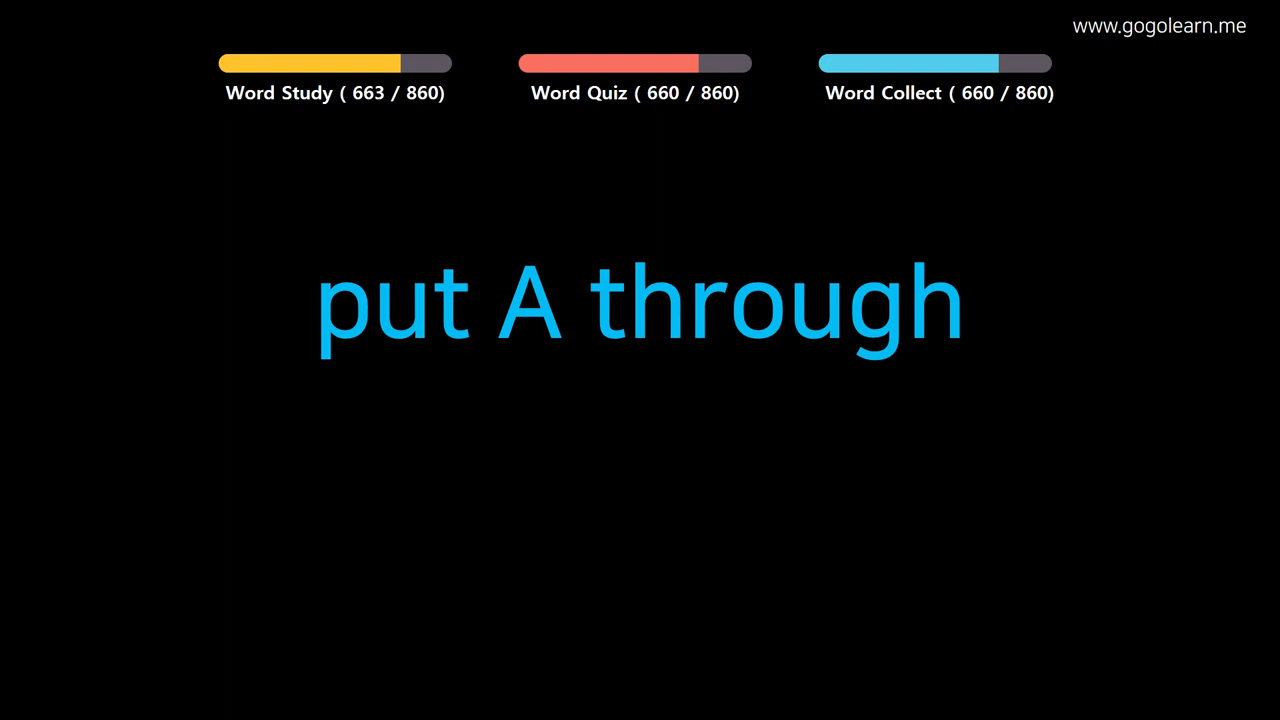 www.gogolearn.me
Word Study ( 663 / 860)
Word Quiz ( 660 / 860)
Word Collect ( 660 / 860)
put A through